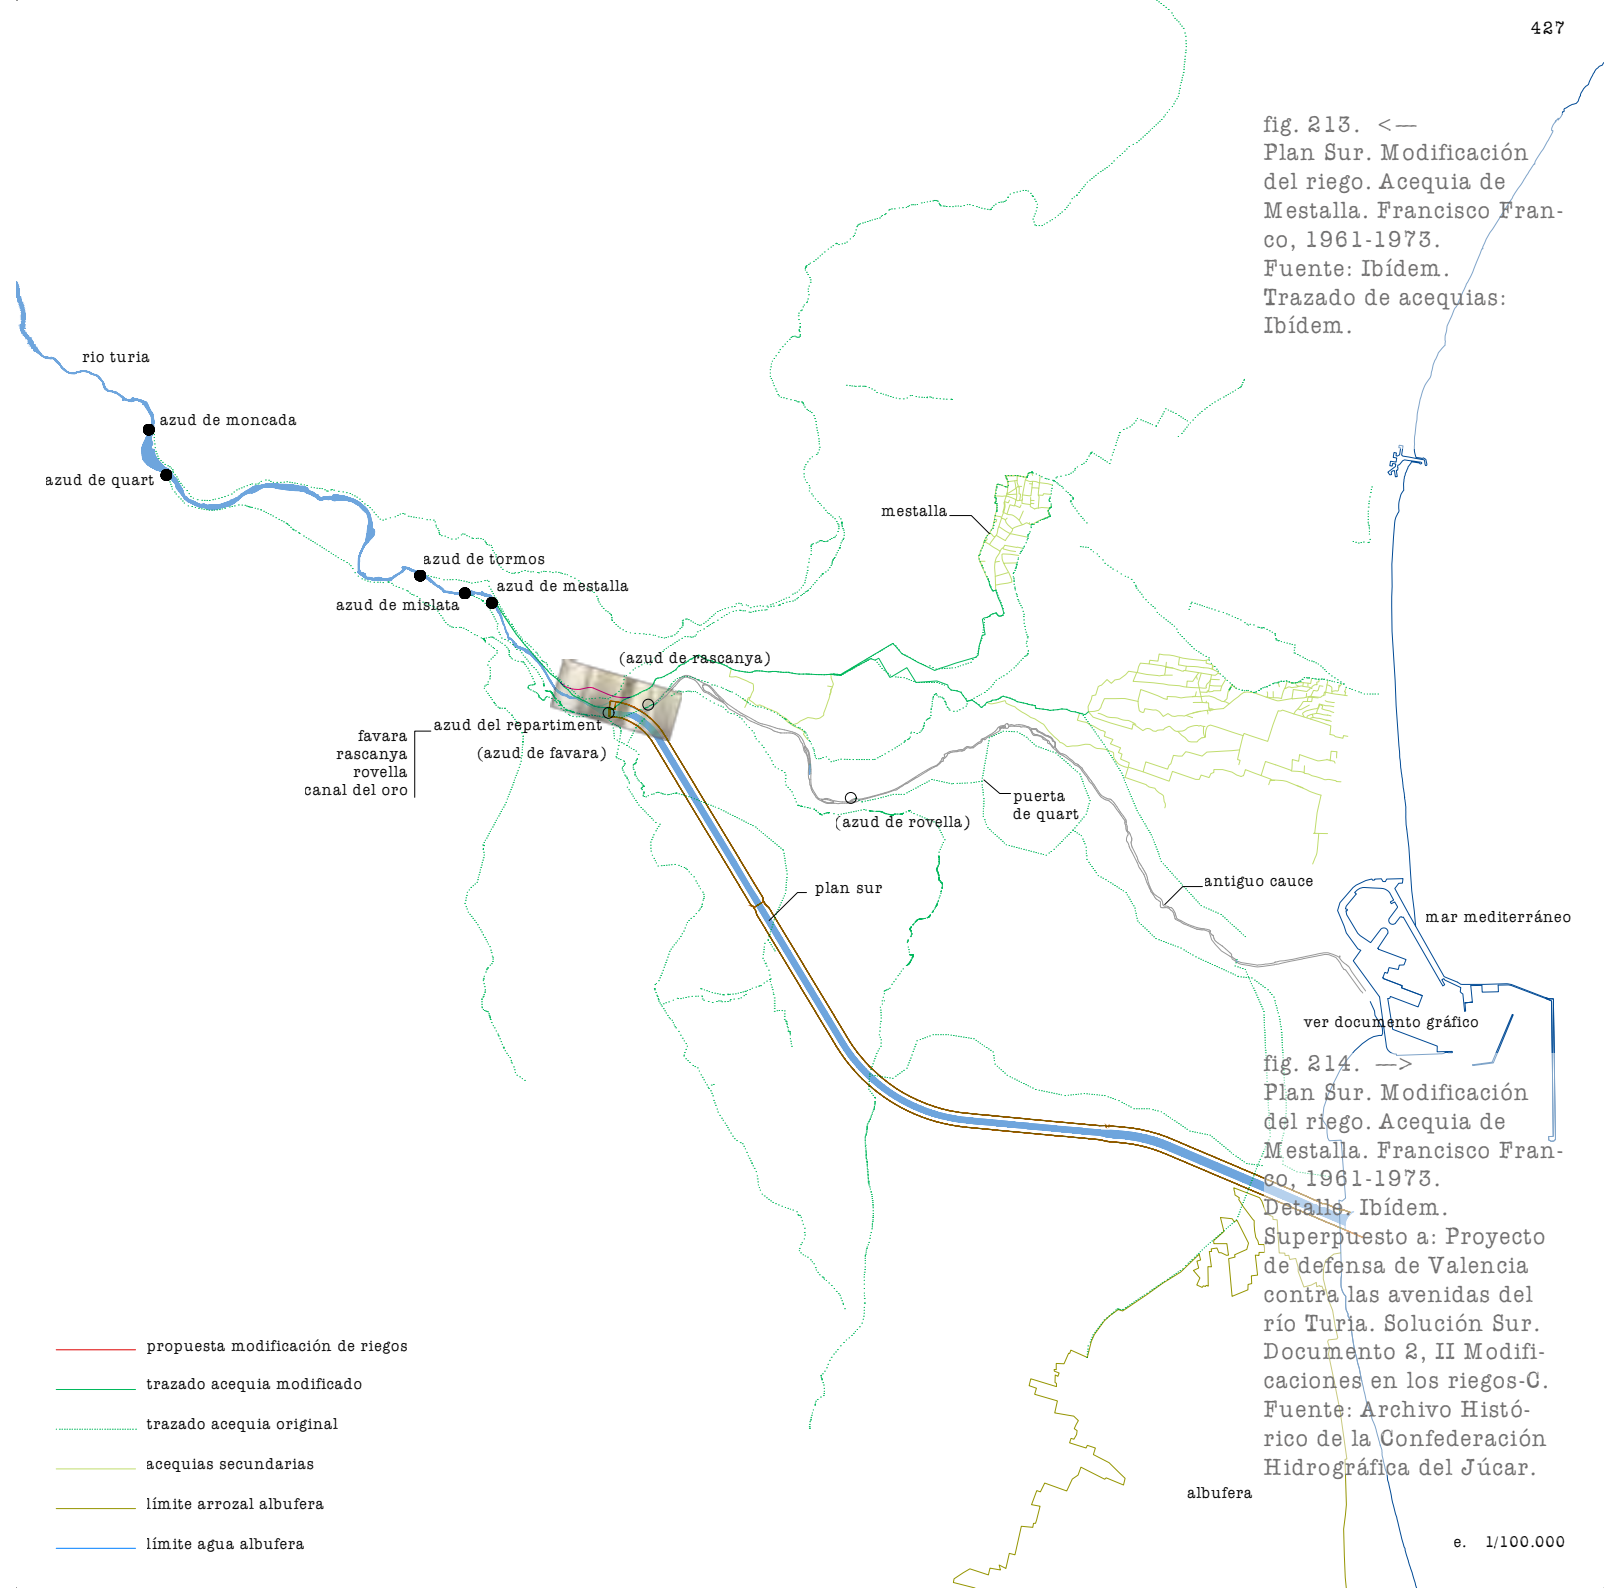 427
fig. 213. <—
Plan Sur. Modificación
del riego. Acequia de
Mestalla. Francisco Fran-
co, 1961-1973.
Fuente: Ibídem.
Trazado de acequias:
Ibídem.
rio turia
azud de moncada
azud de quart
mestalla
azud de tormos
azud de mestalla
azud de mislata
(azud de rascanya)
azud del repartiment
favara
rascanya
rovella
canal del oro
(azud de favara)
puerta
de quart
(azud de rovella)
plan sur
antiguo cauce
mar mediterráneo
ver documento gráfico
fig. 214. —>
Plan Sur. Modificación
del riego. Acequia de
Mestalla. Francisco Fran-
co, 1961-1973.
Detalle. Ibídem.
Superpuesto a: Proyecto
de defensa de Valencia
contra las avenidas del
río Turia. Solución Sur.
Documento 2, II Modifi-
caciones en los riegos-C.
Fuente: Archivo Histó-
rico de la Confederación
Hidrográfica del Júcar.
propuesta modificación de riegos
trazado acequia modificado
trazado acequia original
acequias secundarias
límite arrozal albufera
límite agua albufera
albufera
e. 1/100.000